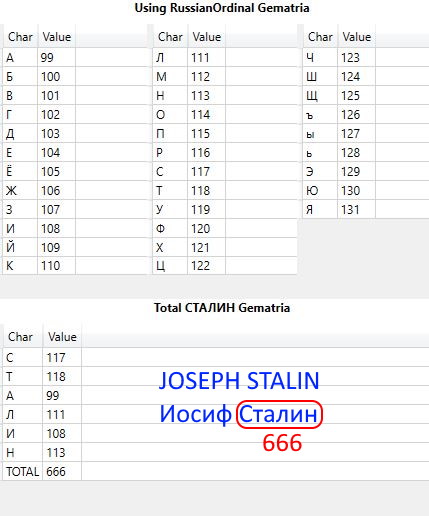 Using RussianOrdinal Gematria
Char Value Char Value Char Value
А 99 Л 111 Ч 123
Б 100 М 112 Ш 124
В 101 Н 113 Щ 125
Г 102 О 114 ъ 126
Д 103 П 115 ы 127
Е 104 Р 116 ь 128
Ё 105 С 117 Э 129
Ж 106 Т 118 Ю 130
З 107 У 119 Я 131
И 108 Ф 120
Й 109 Х 121
К 110 Ц 122
Total СТАЛИН Gematria
Char Value
С 117
Т 118
А 99
Л 111
И 108
Н 113
TOTAL 666
JOSEPH STALIN
Иосиф Сталин
666